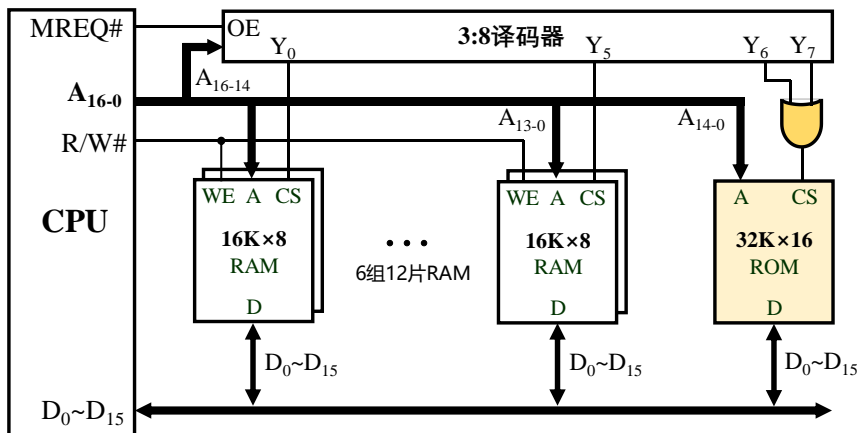 MREQ#
OE
3:8译码器
Y0
Y5
Y6
Y7
A16-14
A16-0
A13-0
A14-0
R/W#
WE A CS
WE A CS
A CS
CPU
16K×8
16K×8
32K×16
RAM
• • •
RAM
ROM
6组12片RAM
D
D
D
D0~D15
D0~D15
D0~D15
D0~D15